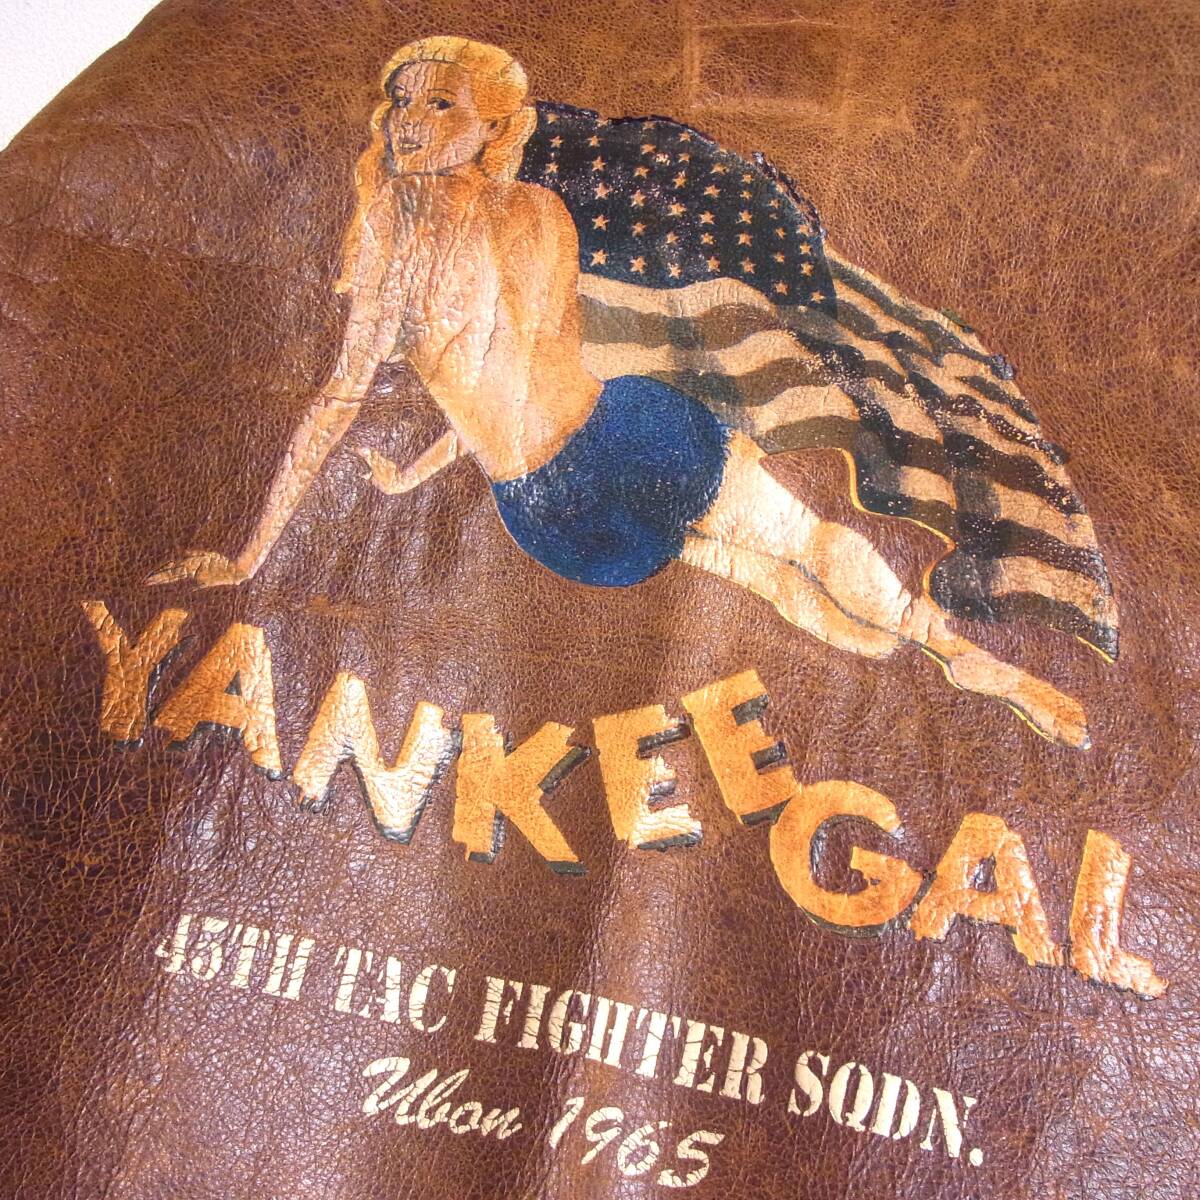 YANKEE GAL
45TH TAC FIGHTER SQDN.
Ubon 1965